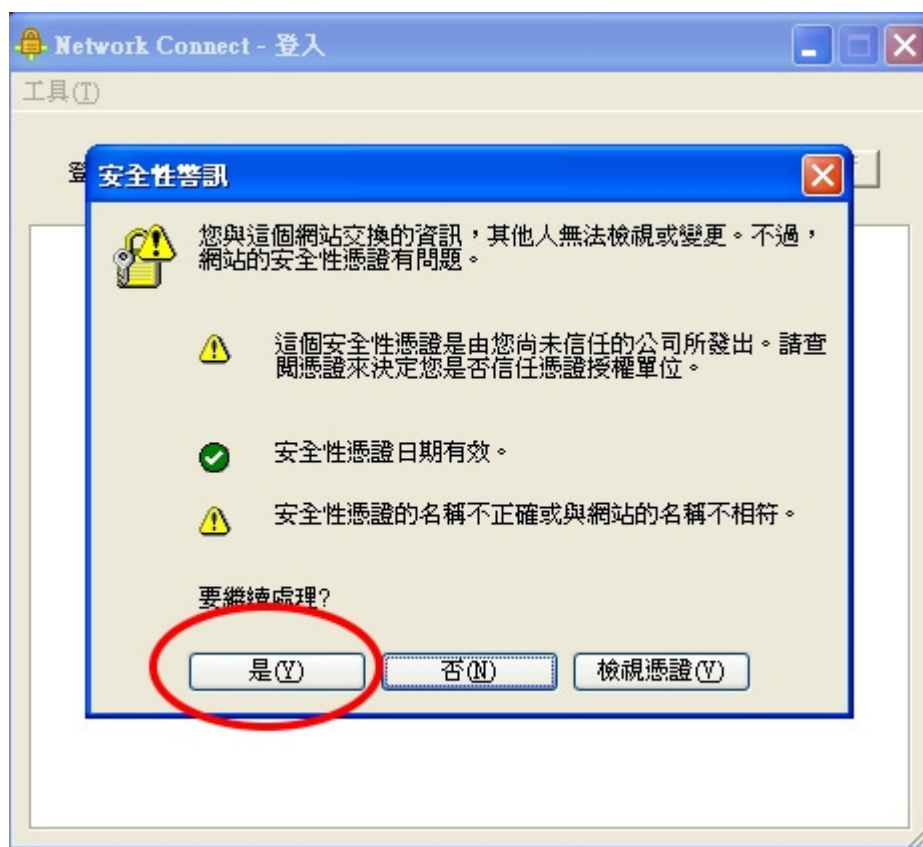 Network Connect - 登入
工具(T)
登
安全性警訊
您與這個網站交換的資訊，其他人無法檢視或變更。不過，
網站的安全性憑證有問題。
這個安全性憑證是由您尚未信任的公司所發出。請查
閱憑證來決定您是否信任憑證授權單位。
安全性憑證日期有效。
安全性憑證的名稱不正確或與網站的名稱不相符。
要繼續處理?
是(Y) 否(N) 檢視憑證(V)